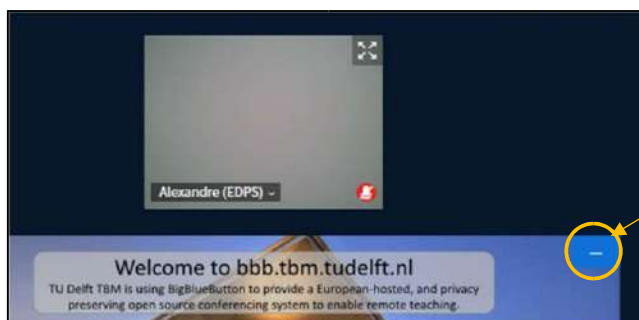 Alexandre (EDPS)
Welcome to bbb.tbm.tudelft.nl
TU Delft TBM is using BigBlueButton to provide a European-hosted, and privacy
preserving open source conferencing system to enable remote teaching.